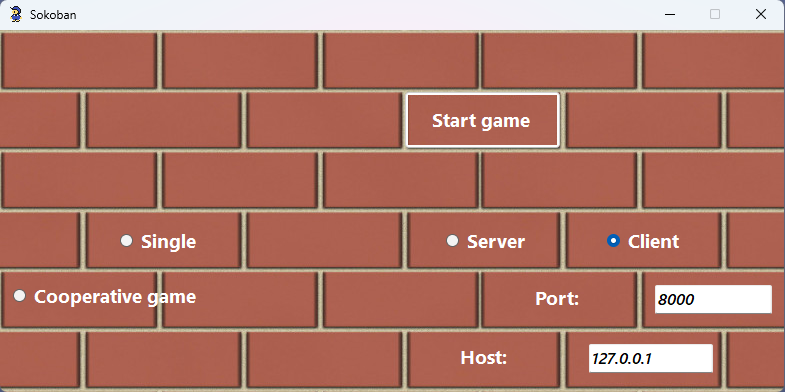 Sokoban
Start game
Single
Server
Client
Cooperative game
Port:
8000
Host:
127.0.0.1